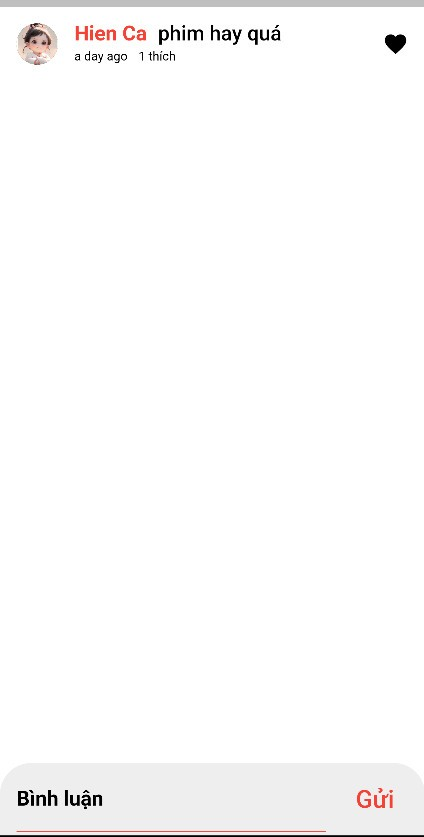 Hien Ca phim hay quá
a day ago 1 thích
Bình luận Gửi